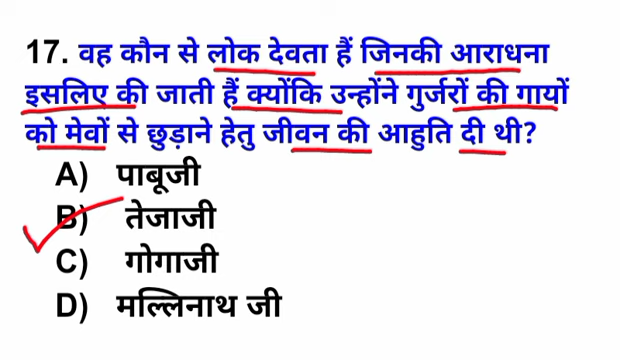 17. वह कौन से लोक देवता हैं जिनकी आराधना
इसलिए की जाती हैं क्योंकि उन्होंने गुर्जरों की गायों
को मेवों से छुड़ाने हेतु जीवन की आहुति दी थी?
A) पाबूजी
B) तेजाजी
C) गोगाजी
D) मल्लिनाथ जी